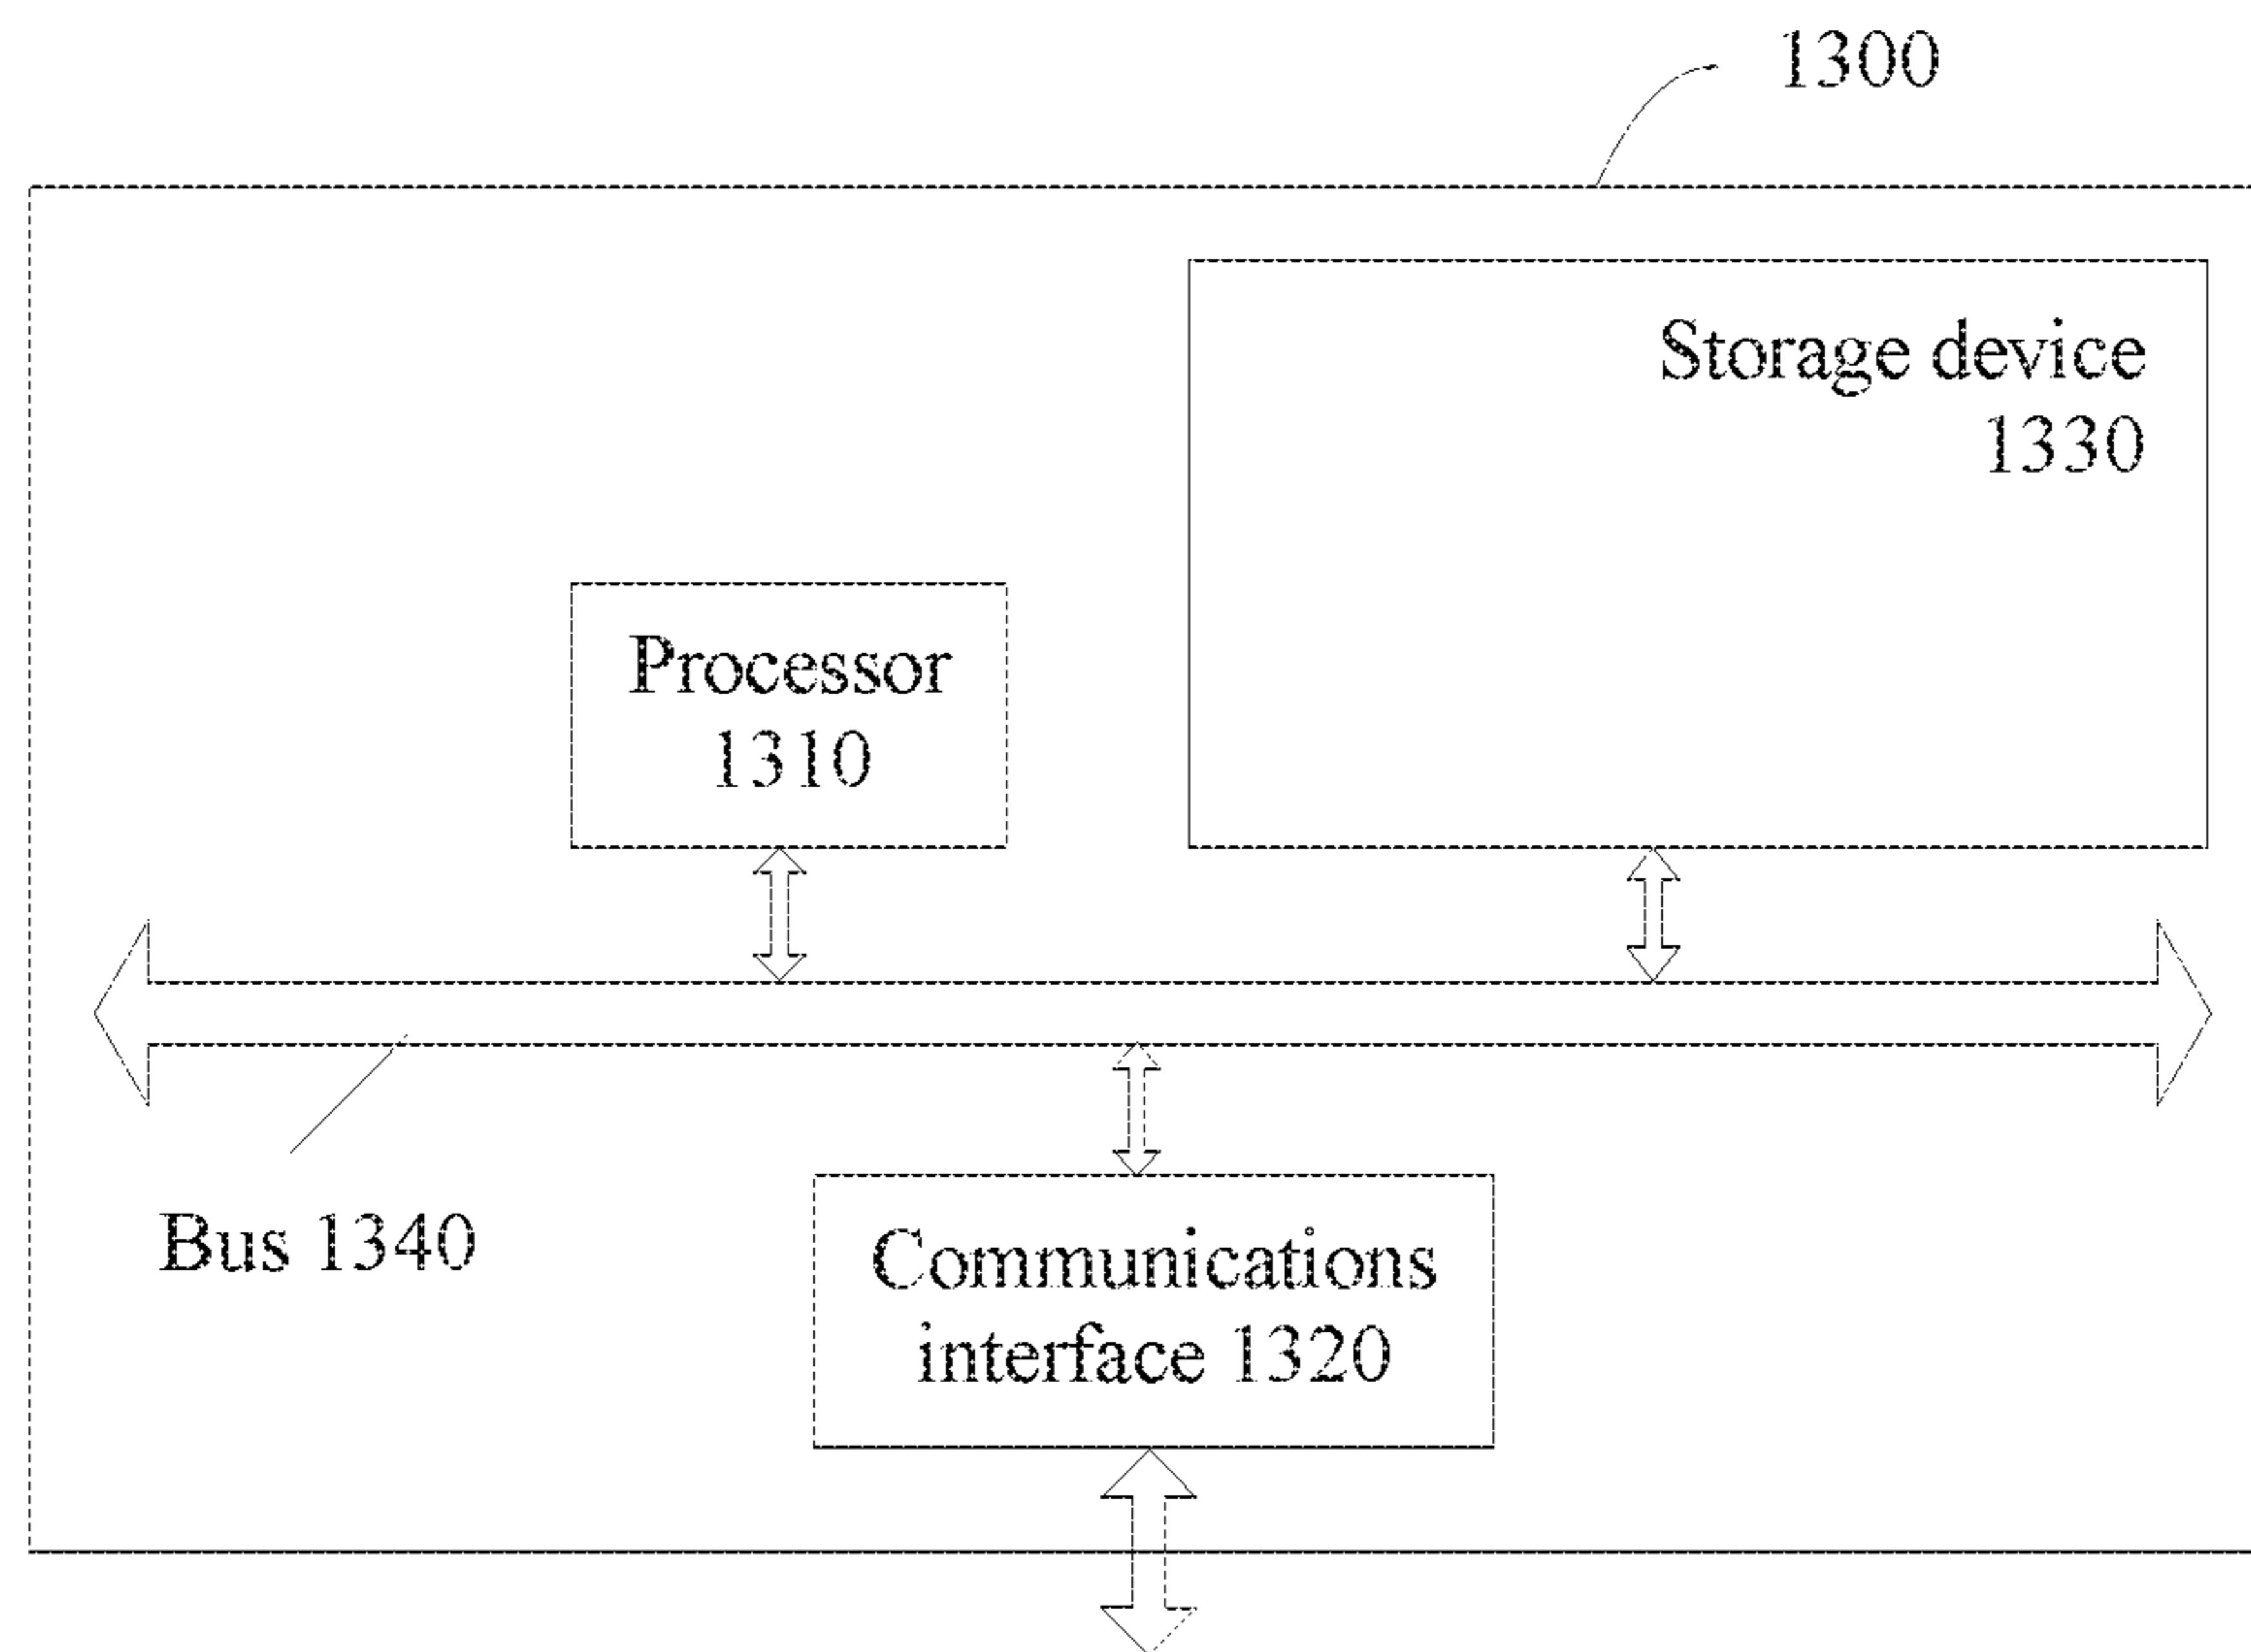 1300
Storage device
1330
Processor
1310
Bus 1340
Communications
interface 1320